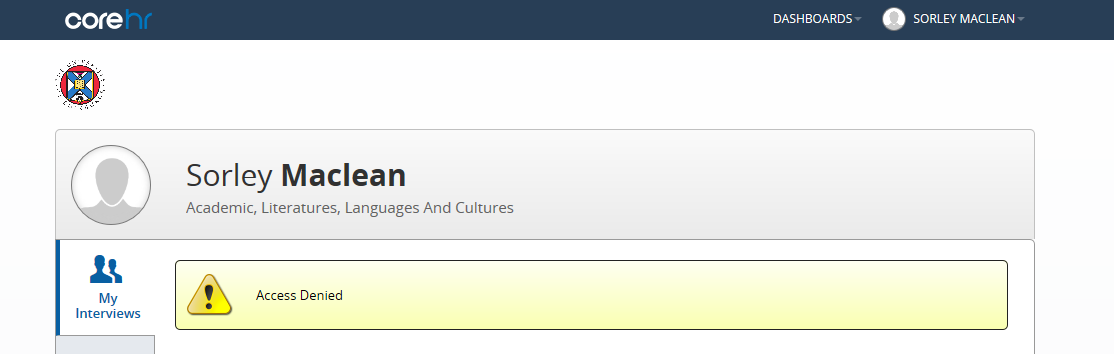 corehr
DASHBOARDS
SORLEY MACLEAN
Sorley Maclean
Academic, Literatures, Languages And Cultures
My
Interviews
Access Denied